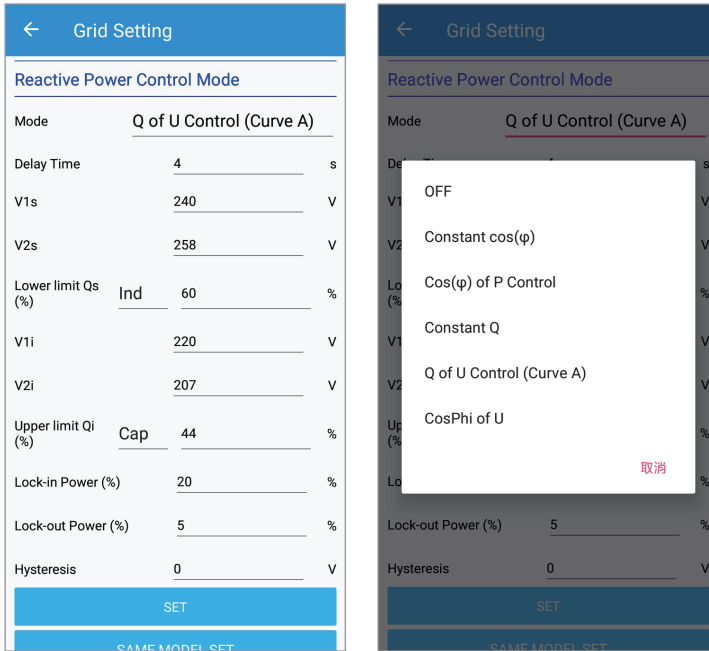 Grid Setting
Reactive Power Control Mode
Mode Q of U Control (Curve A)
Delay Time 4 s
V1s 240 V
V2s 258 V
Lower limit Qs (%) Ind 60 %
V1i 220 V
V2i 207 V
Upper limit Qi (%) Cap 44 %
Lock-in Power (%) 20 %
Lock-out Power (%) 5 %
Hysteresis 0 V
SET
SAME MODEL SET
Grid Setting
Reactive Power Control Mode
Mode Q of U Control (Curve A)
OFF
Constant cos(φ)
Cos(φ) of P Control
Constant Q
Q of U Control (Curve A)
CosPhi of U
取消
Lock-out Power (%) 5 %
Hysteresis 0 V
SET
SAME MODEL SET